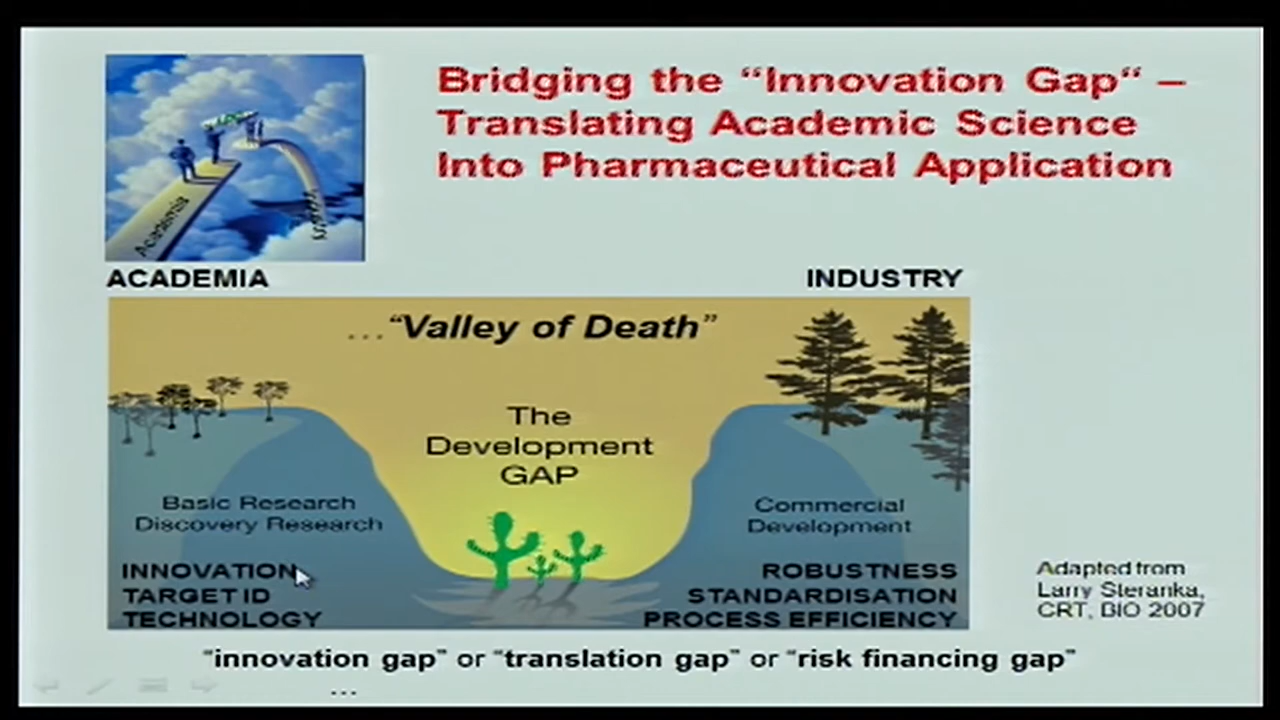 Bridging the “Innovation Gap“ –
Translating Academic Science
Into Pharmaceutical Application
Academia
ACADEMIA
INDUSTRY
…“Valley of Death”
The
Development
GAP
Basic Research
Discovery Research
Commercial
Development
INNOVATION
TARGET ID
TECHNOLOGY
ROBUSTNESS
STANDARDISATION
PROCESS EFFICIENCY
Adapted from
Larry Steranka,
CRT, BIO 2007
“innovation gap” or “translation gap” or “risk financing gap”
…